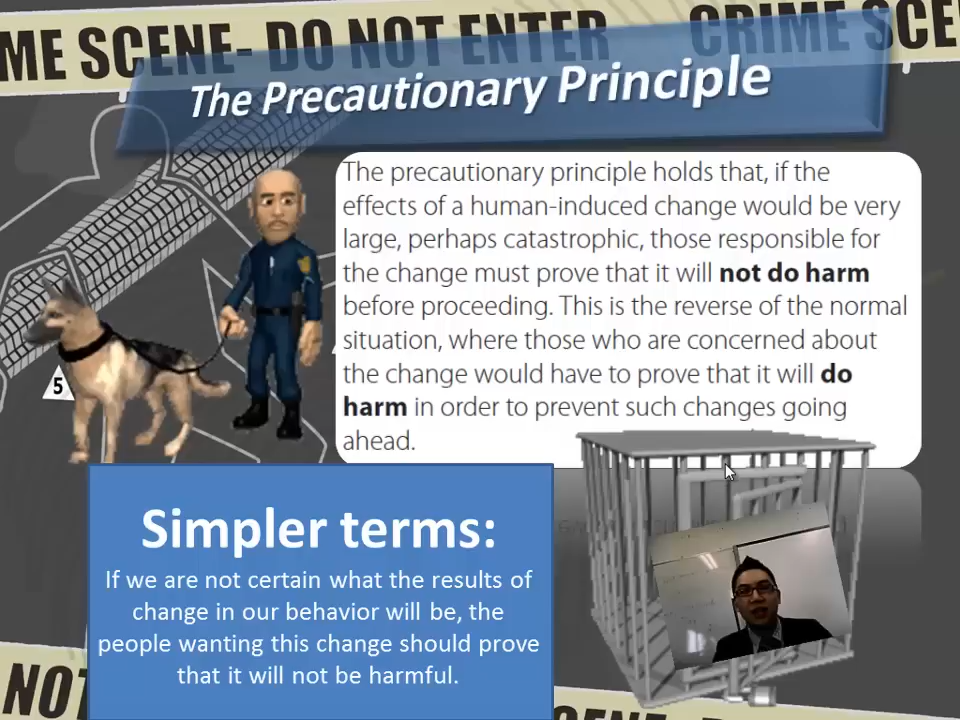 ME SCENE- DO NOT ENTER CRIME SCE
The Precautionary Principle
The precautionary principle holds that, if the
effects of a human-induced change would be very
large, perhaps catastrophic, those responsible for
the change must prove that it will not do harm
before proceeding. This is the reverse of the normal
situation, where those who are concerned about
the change would have to prove that it will do
harm in order to prevent such changes going
ahead.
5
Simpler terms:
If we are not certain what the results of
change in our behavior will be, the
people wanting this change should prove
that it will not be harmful.
NOT